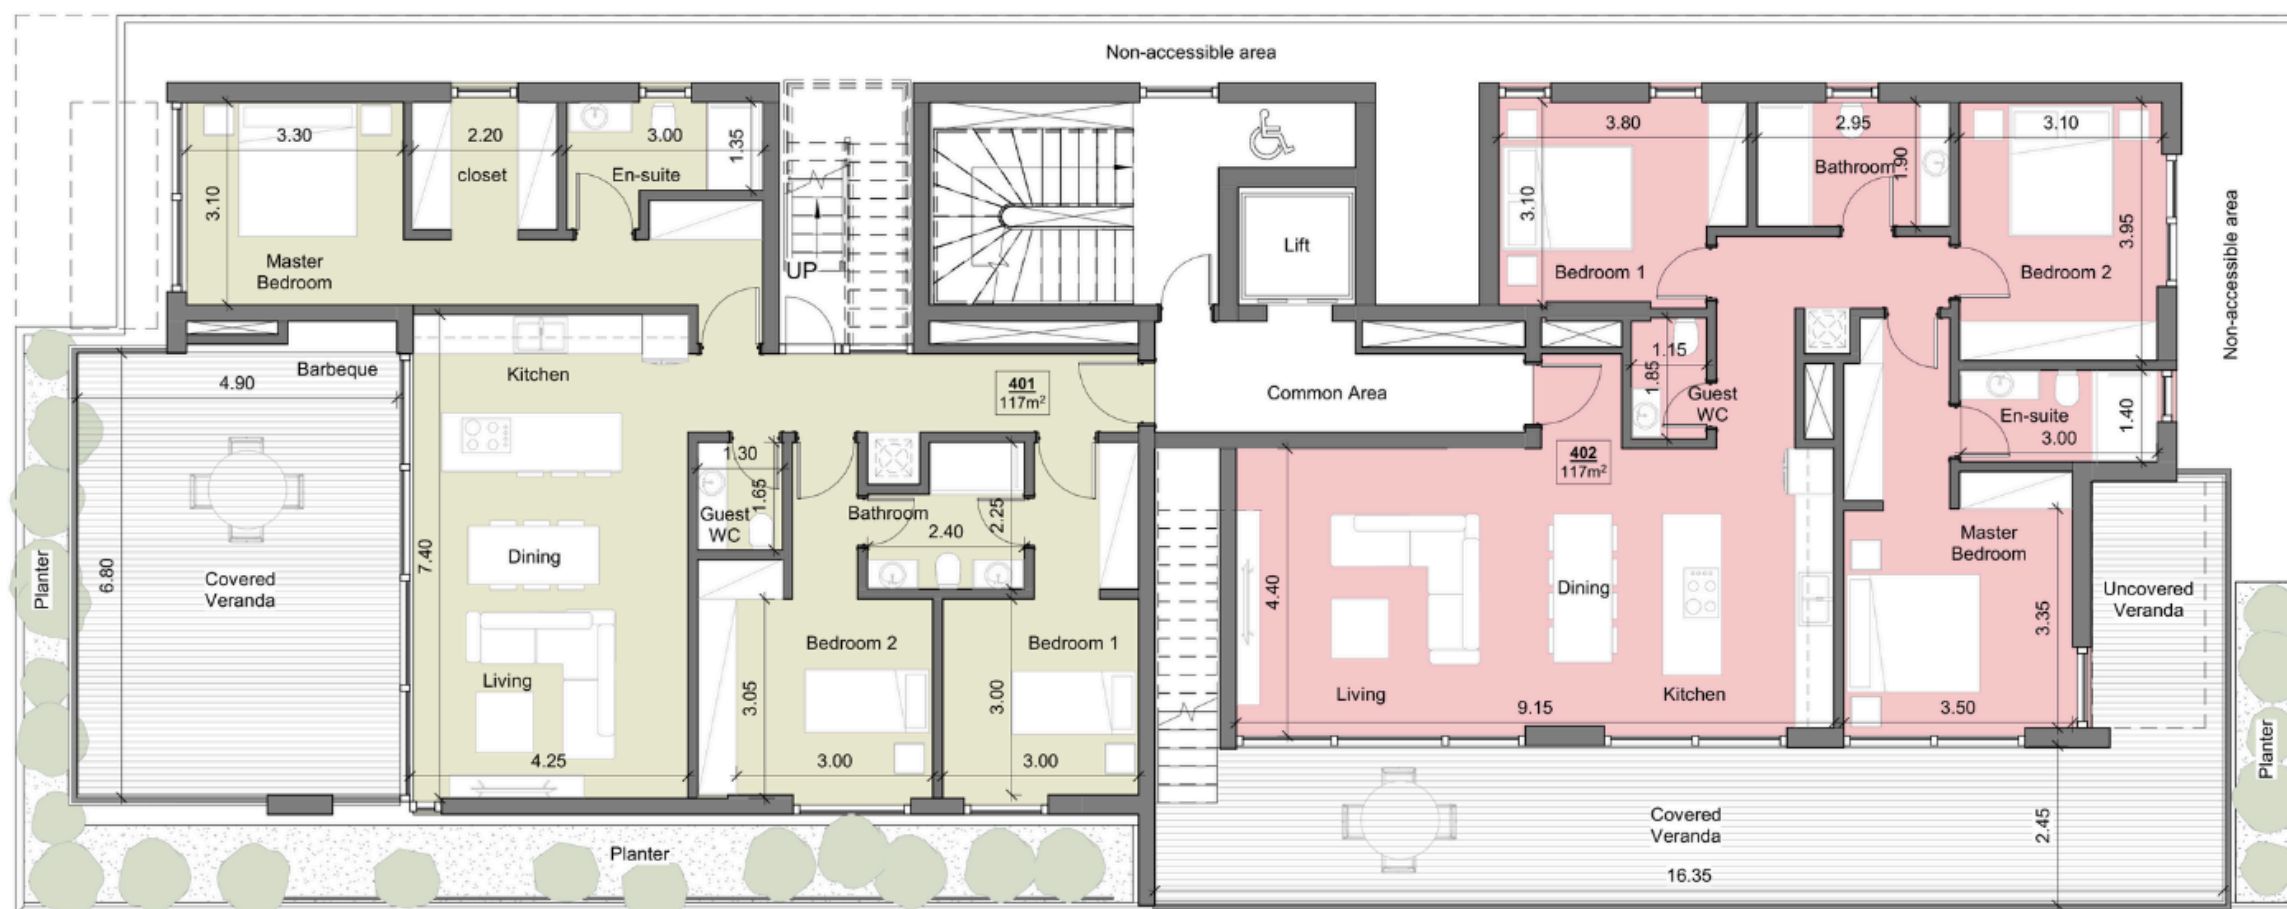 Non-accessible area
3.30
2.20
3.00
1.35
closet
En-suite
3.10
Master
Bedroom
UP
Lift
3.80
2.95
3.10
Bathroom
1.90
3.10
3.95
Bedroom 1
Bedroom 2
Non-accessible area
Barbeque
4.90
Kitchen
401
117m²
Common Area
1.15
1.85
Guest
WC
En-suite
1.40
3.00
1.30
1.65
Guest
WC
Bathroom
2.25
2.40
402
117m²
Planter
6.80
Covered
Veranda
7.40
Dining
Living
4.25
Bedroom 2
3.05
3.00
Bedroom 1
3.00
3.00
4.40
Living
Dining
Kitchen
9.15
Master
Bedroom
3.35
3.50
Uncovered
Veranda
Planter
Planter
Covered
Veranda
2.45
16.35